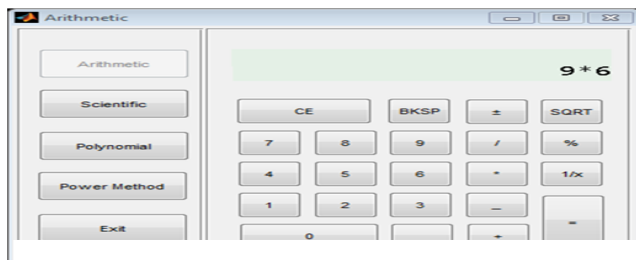 Arithmetic
Arithmetic
Scientific
Polynomial
Power Method
Exit
9*6
CE BKSP ± SQRT
7 8 9 / %
4 5 6 * 1/x
1 2 3 _ =
0 . +